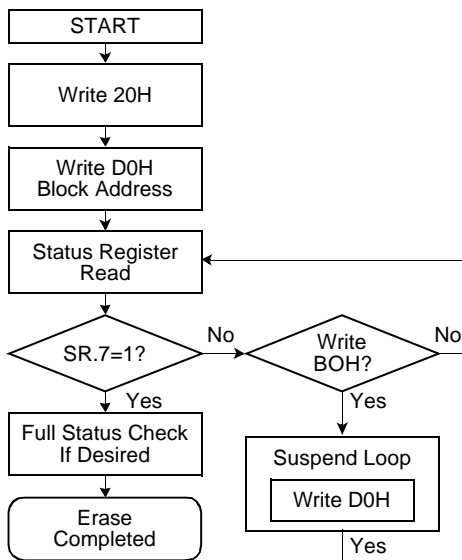 START
Write 20H
Write D0H
Block Address
Status Register
Read
SR.7=1?
No
Write
BOH?
No
Yes
Yes
Full Status Check
If Desired
Suspend Loop
Write D0H
Erase
Completed
Yes